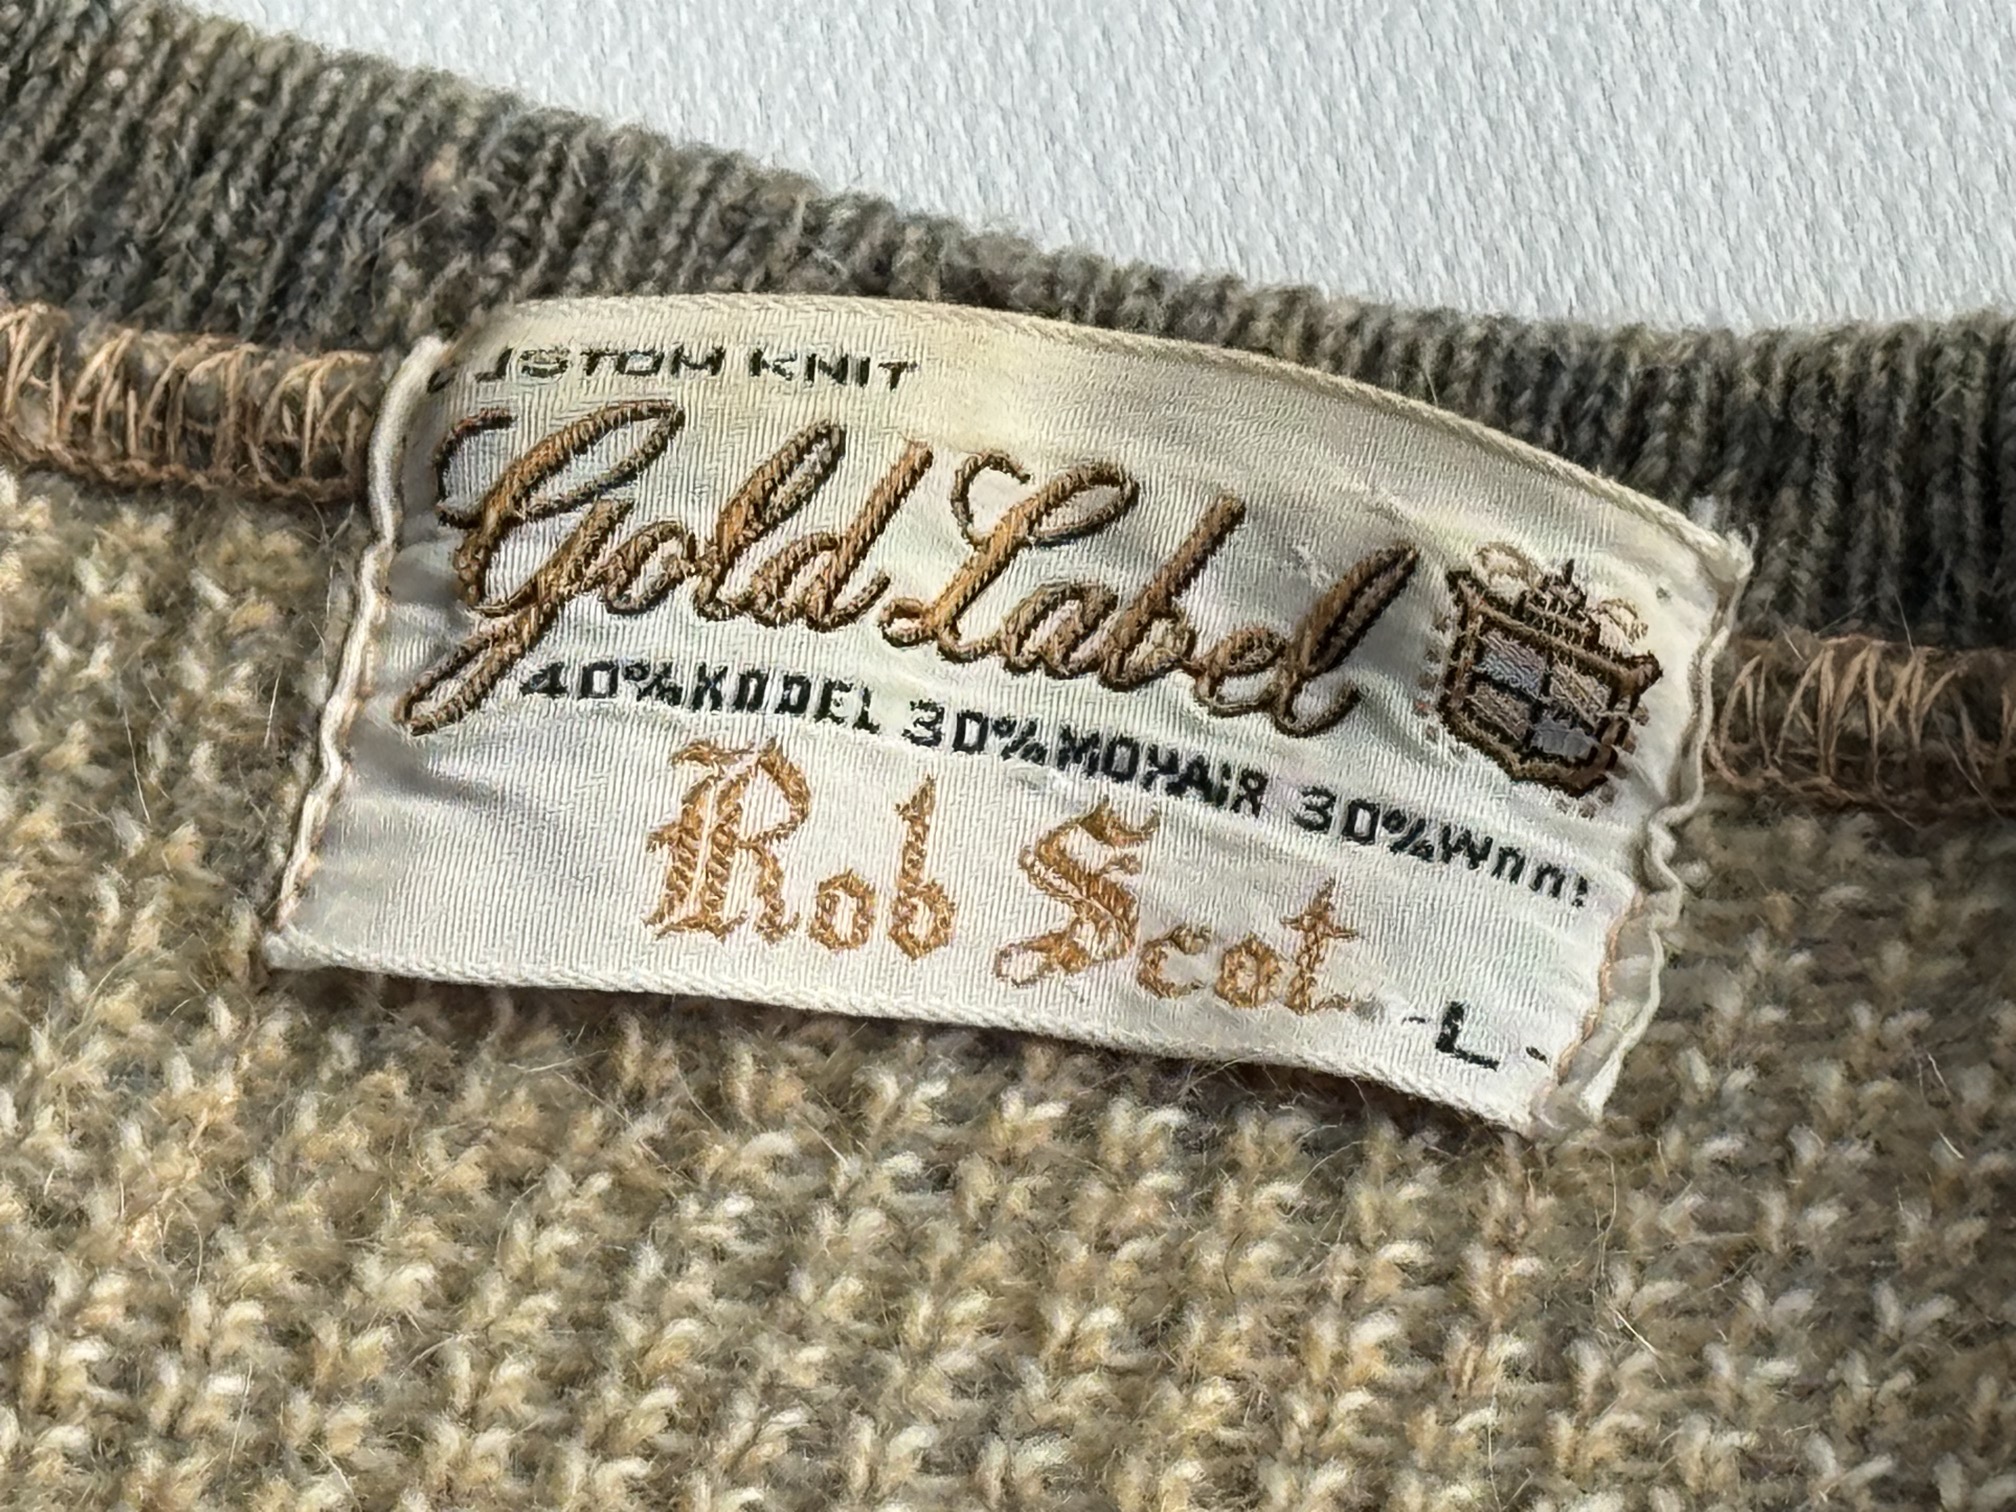 CUSTOM KNIT
Gold Label
40% KODEL 30% MOHAIR 30% WOOL
Rob Scot
-L-